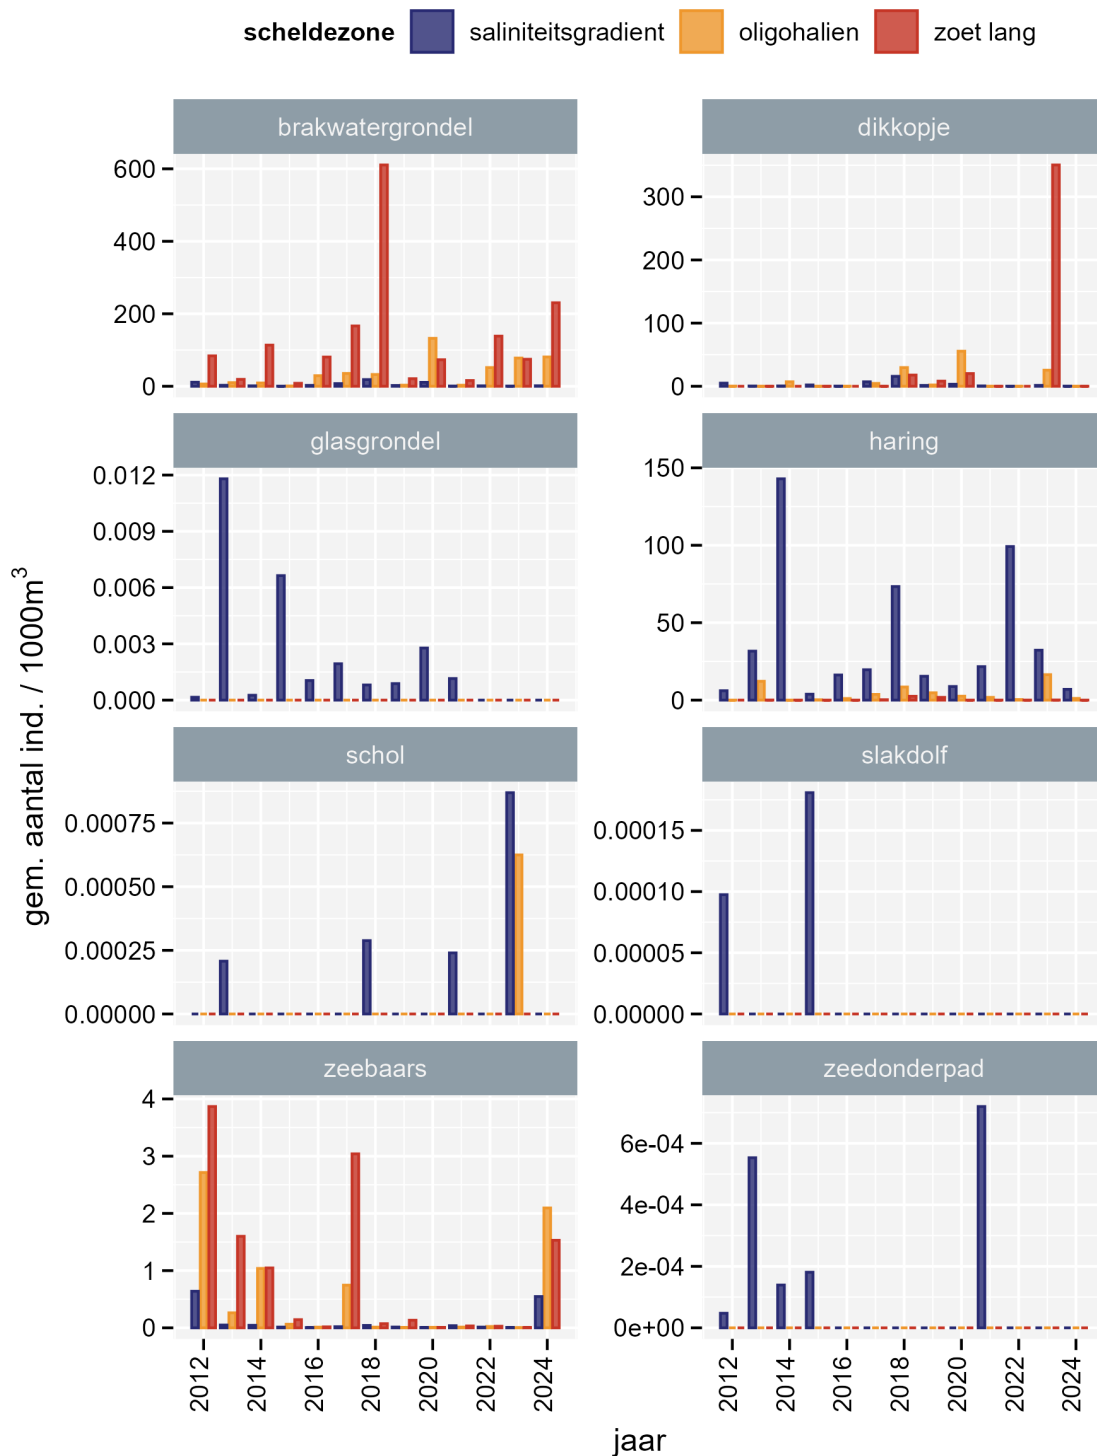 scheldezone saliniteitsgradient oligohalien zoet lang
brakwatergrondel dikkopje
600
400
200
0
300
200
100
0
glasgrondel haring
0.012
0.009
0.006
0.003
0.000
150
100
50
0
schol slakdolf
0.00075
0.00050
0.00025
0.00000
0.00015
0.00010
0.00005
0.00000
zeebaars zeedonderpad
4
3
2
1
0
6e-04
4e-04
2e-04
0e+00
2012 2014 2016 2018 2020 2022 2024
2012 2014 2016 2018 2020 2022 2024
jaar
gem. aantal ind. / 1000m³